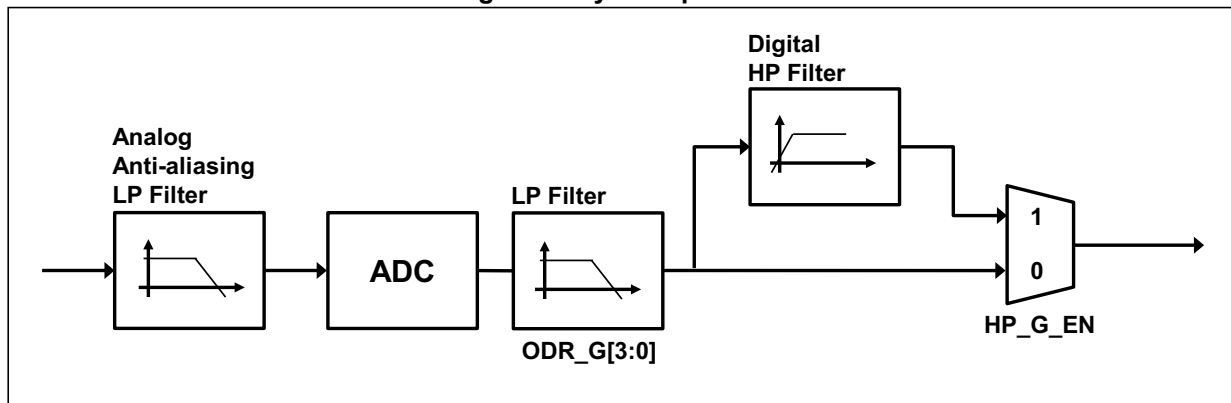 Digital
HP Filter
Analog
Anti-aliasing
LP Filter
LP Filter
ADC
1
0
ODR_G[3:0]
HP_G_EN